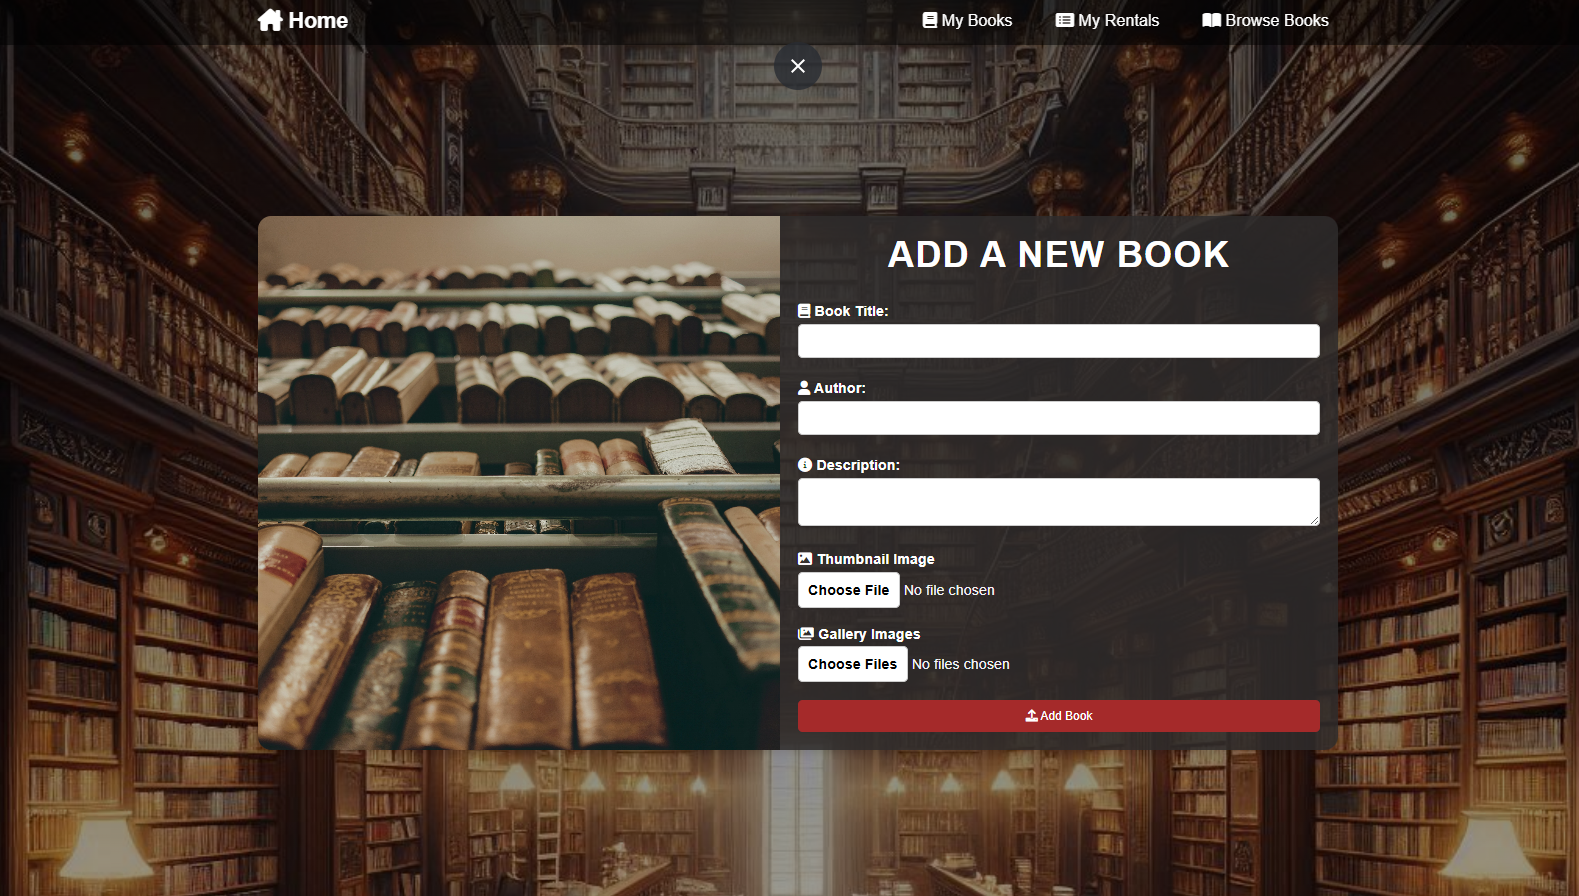 Home
My Books
My Rentals
Browse Books
ADD A NEW BOOK
Book Title:
Author:
Description:
Thumbnail Image
Choose File No file chosen
Gallery Images
Choose Files No files chosen
Add Book